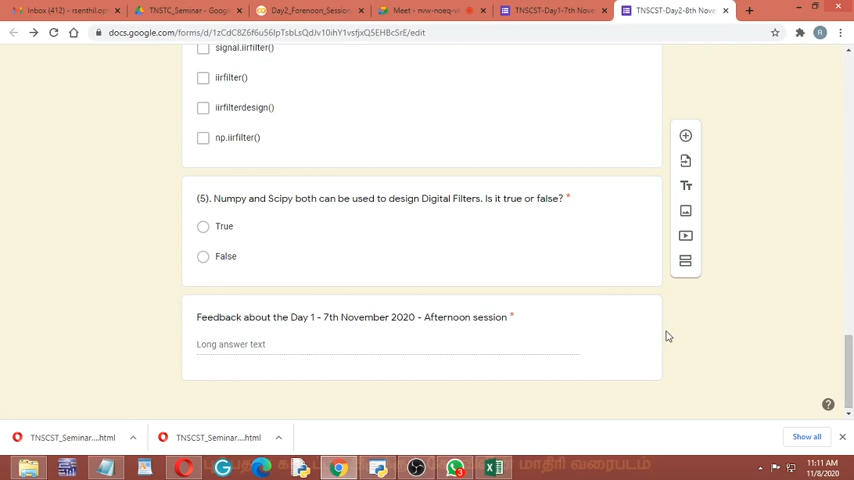 Inbox (412) - rsenthil.op
TNSTC_Seminar - Googl
Day2_Forenoon_Session
Meet - nvw-noeq-v
TNSCST-Day1-7th Nove
TNSCST-Day2-8th Nov
docs.google.com/forms/d/1zCdC8Z6f6u56IpTsbLsQdJv10ihY1vsfjxQ5EHBcSrE/edit
signal.iirfilter()
iirfilter()
iirfilterdesign()
np.iirfilter()
(5). Numpy and Scipy both can be used to design Digital Filters. Is it true or false? *
True
False
Feedback about the Day 1 - 7th November 2020 - Afternoon session *
Long answer text
TNSCST_Seminar....html
TNSCST_Seminar....html
Show all
மாதிரி வரைபடம்
11:11 AM
11/8/2020